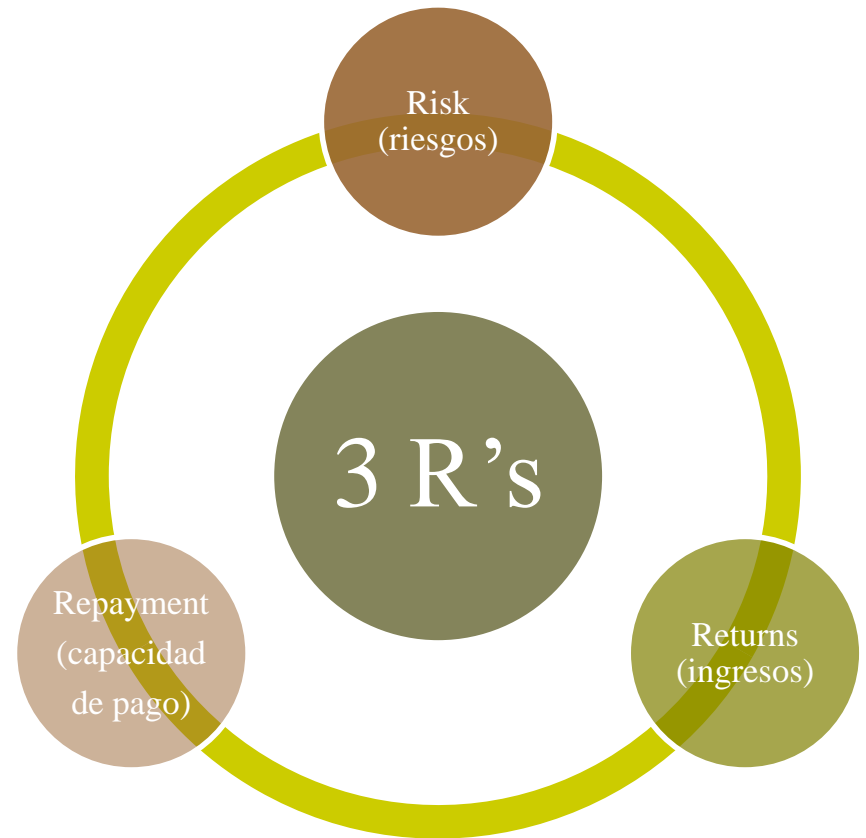 Risk
(riesgos)
3 R’s
Repayment
(capacidad
de pago)
Returns
(ingresos)